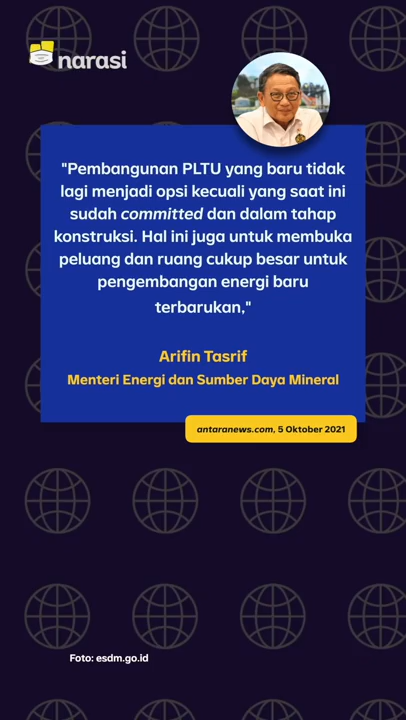 narasi
"Pembangunan PLTU yang baru tidak
lagi menjadi opsi kecuali yang saat ini
sudah committed dan dalam tahap
konstruksi. Hal ini juga untuk membuka
peluang dan ruang cukup besar untuk
pengembangan energi baru
terbarukan,"
Arifin Tasrif
Menteri Energi dan Sumber Daya Mineral
antaranews.com, 5 Oktober 2021
Foto: esdm.go.id